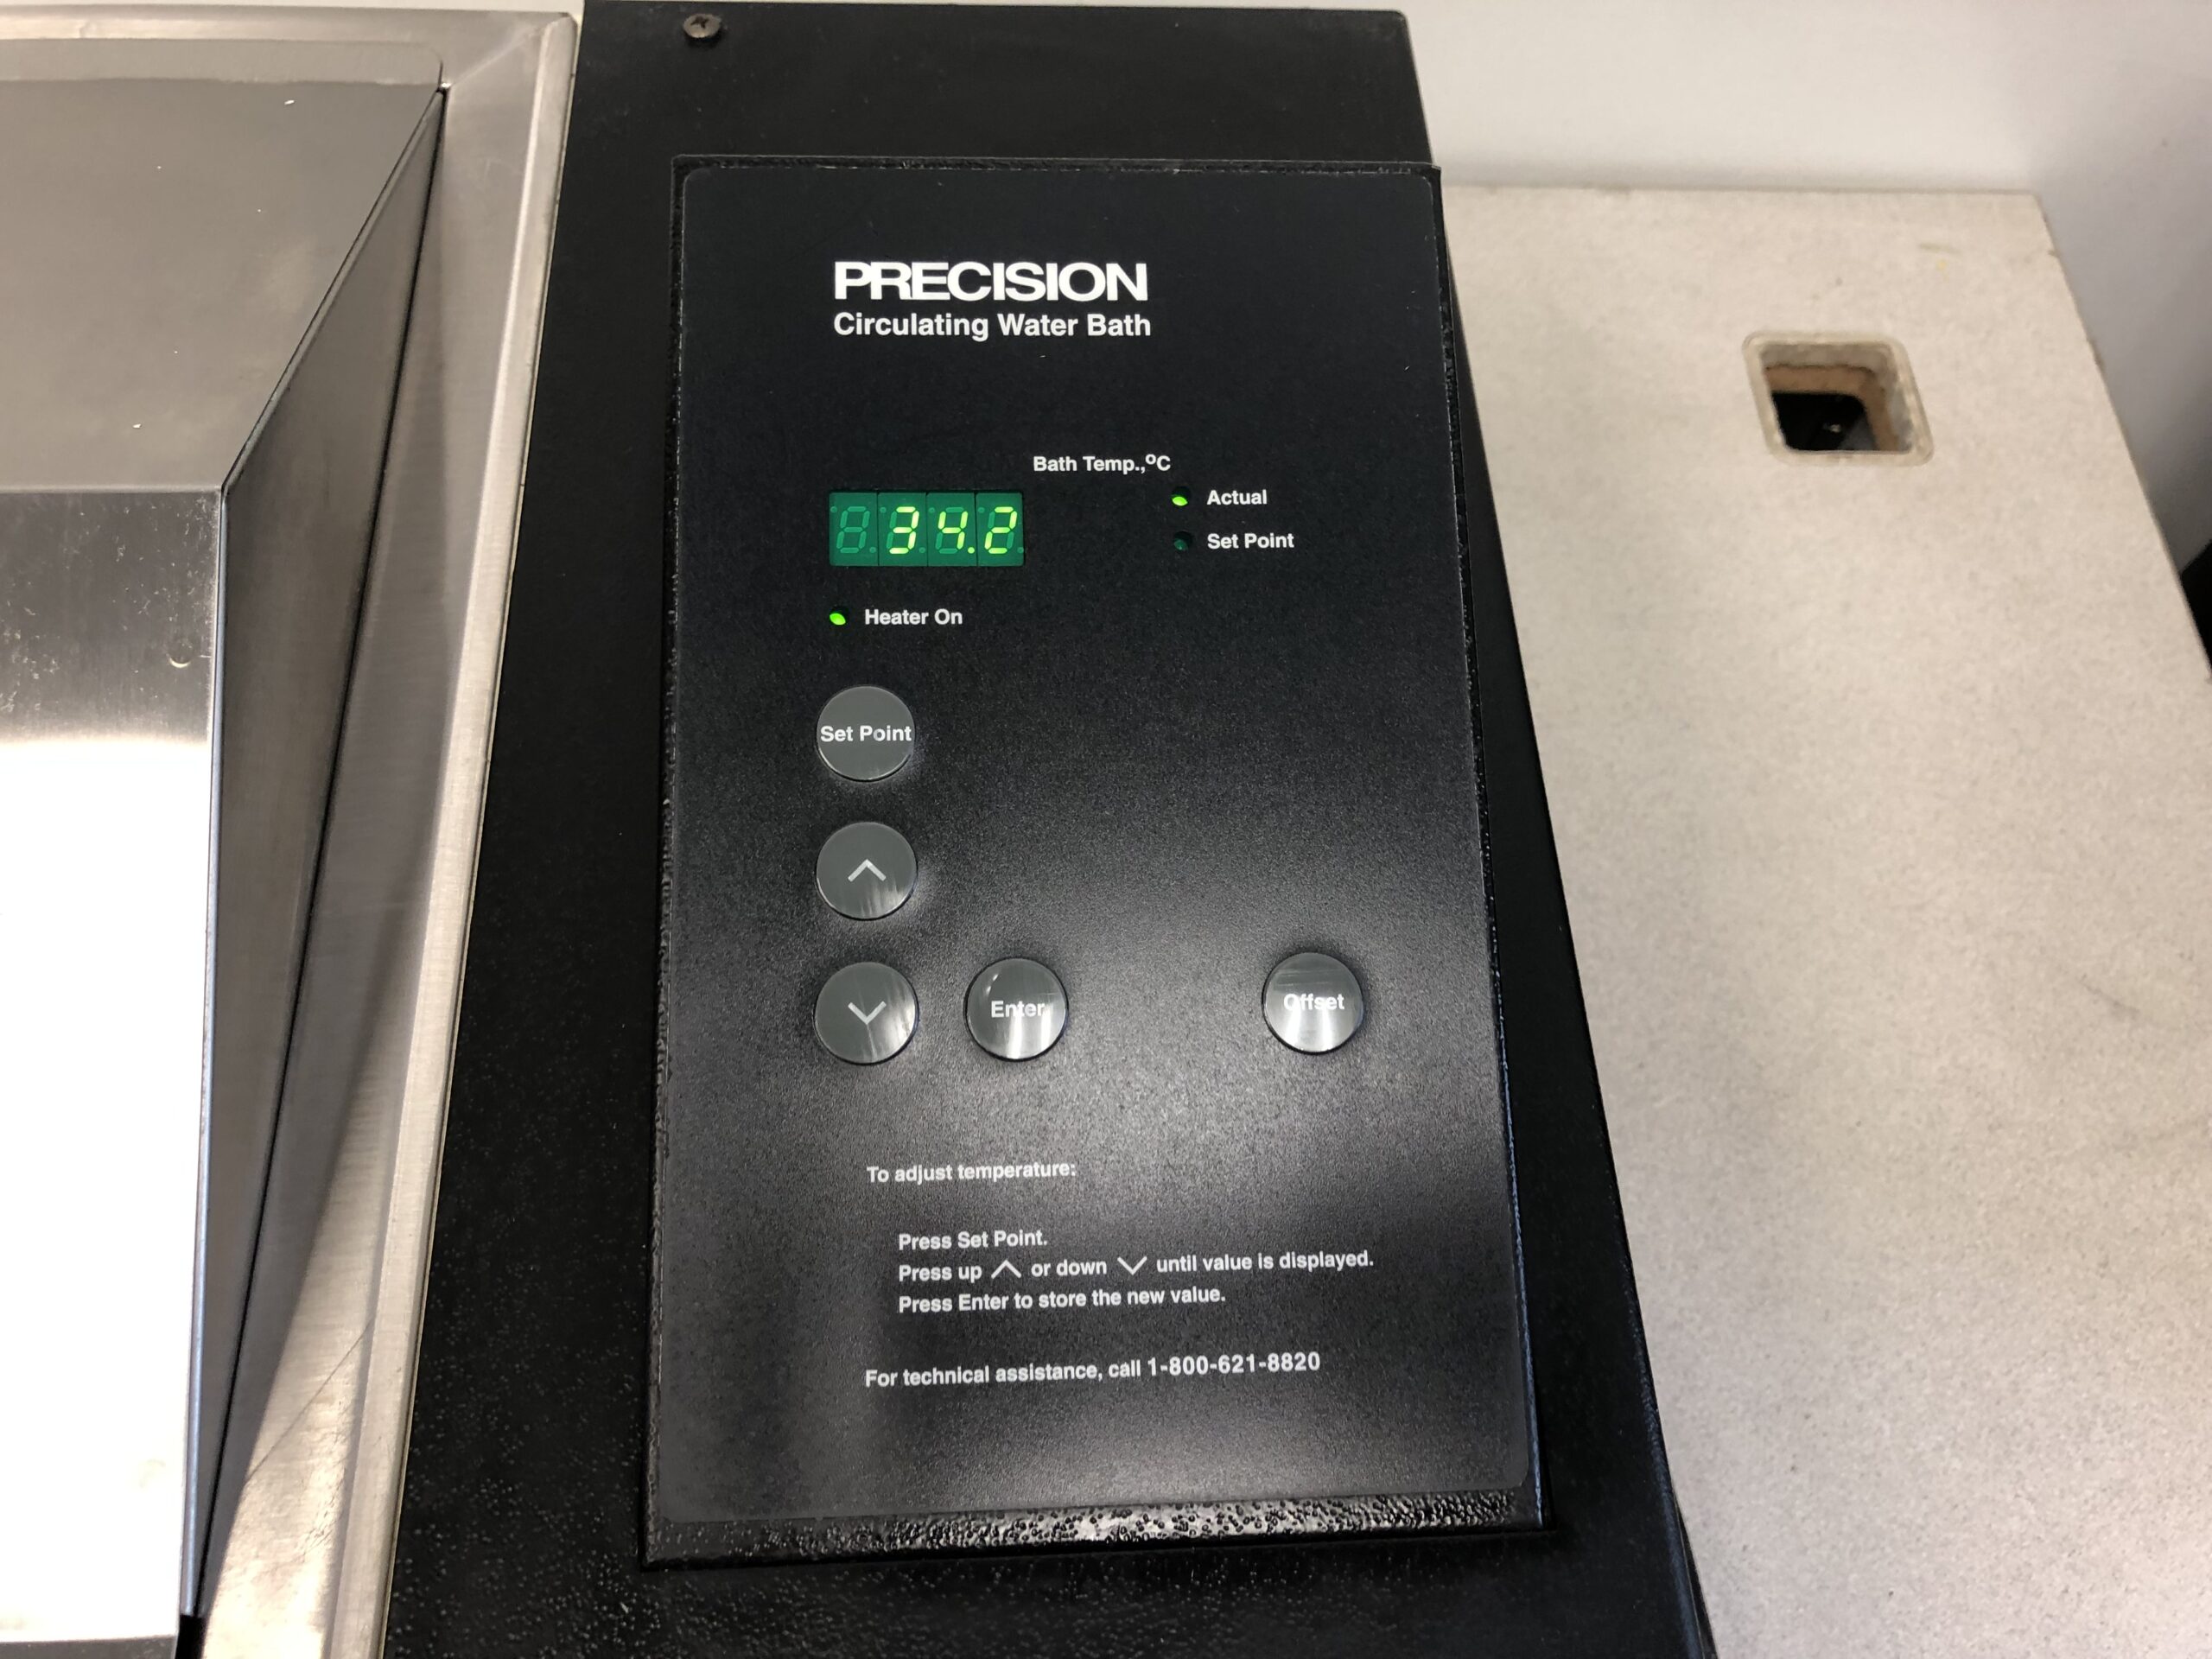 PRECISION
Circulating Water Bath
Bath Temp.,ºC
34.2
Actual
Set Point
Heater On
Set Point
Enter
Offset
To adjust temperature:
Press Set Point.
Press up ∧ or down ∨ until value is displayed.
Press Enter to store the new value.
For technical assistance, call 1-800-621-8820